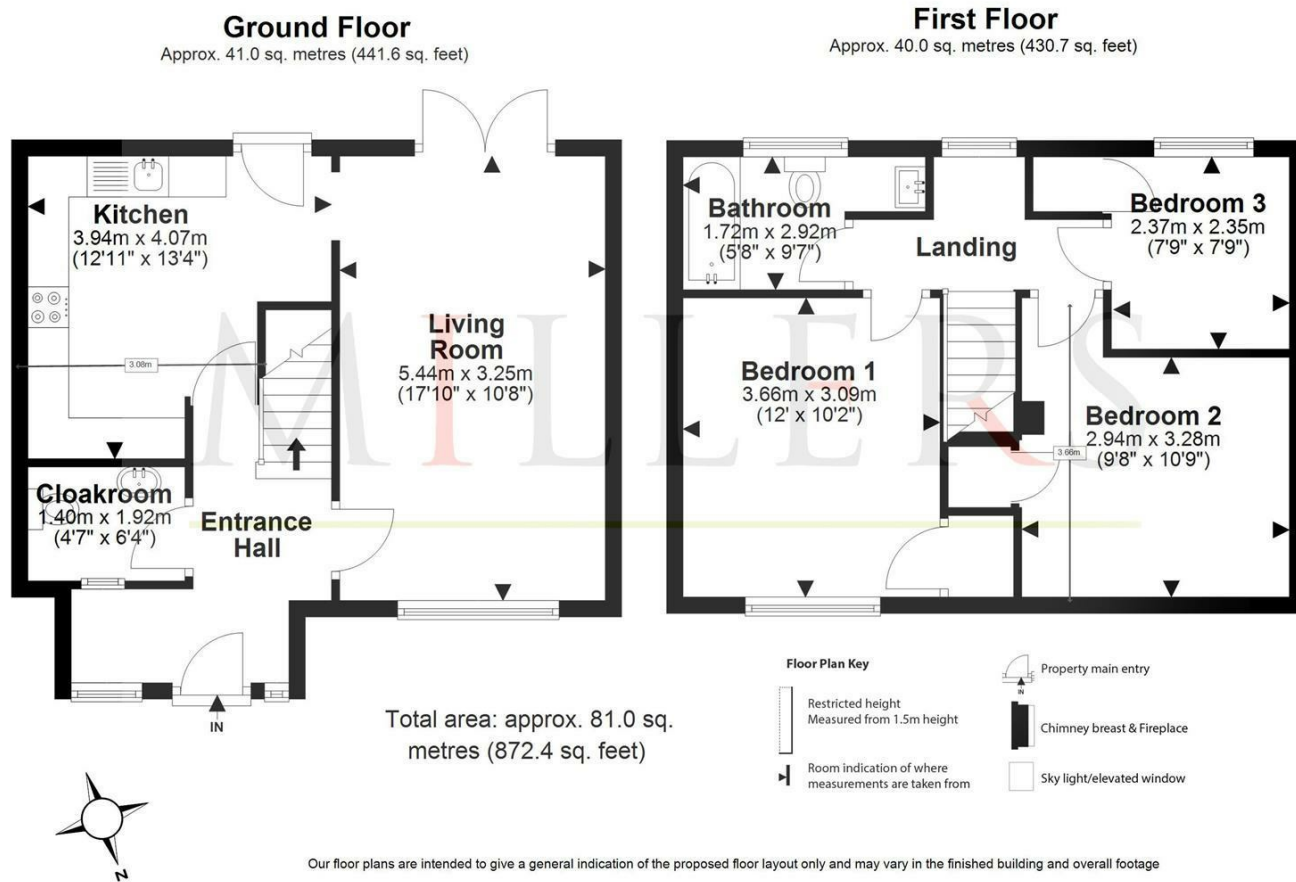 Ground Floor
Approx. 41.0 sq. metres (441.6 sq. feet)
Kitchen
3.94m x 4.07m
(12'11" x 13'4")
3.08m
Living
Room
5.44m x 3.25m
(17'10" x 10'8")
Cloakroom
1.40m x 1.92m
(4'7" x 6'4")
Entrance
Hall
IN
First Floor
Approx. 40.0 sq. metres (430.7 sq. feet)
Bathroom
1.72m x 2.92m
(5'8" x 9'7")
Landing
Bedroom 3
2.37m x 2.35m
(7'9" x 7'9")
Bedroom 1
3.66m x 3.09m
(12' x 10'2")
Bedroom 2
2.94m x 3.28m
(9'8" x 10'9")
3.66m
MILLERS
Total area: approx. 81.0 sq.
metres (872.4 sq. feet)
Floor Plan Key
Restricted height
Measured from 1.5m height
Room indication of where
measurements are taken from
Property main entry
IN
Chimney breast & Fireplace
Sky light/elevated window
N
Our floor plans are intended to give a general indication of the proposed floor layout only and may vary in the finished building and overall footage